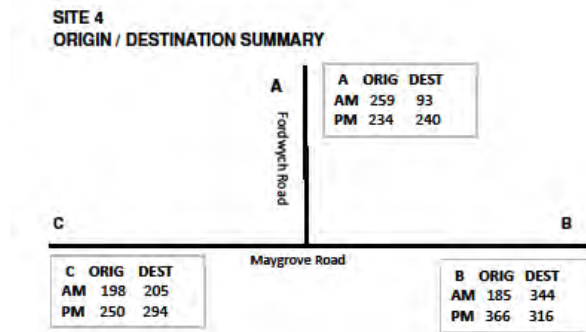 SITE 4
ORIGIN / DESTINATION SUMMARY
A
A ORIG DEST
AM 259 93
PM 234 240
Fordwych Road
C
B
Maygrove Road
C ORIG DEST
AM 198 205
PM 250 294
B ORIG DEST
AM 185 344
PM 366 316